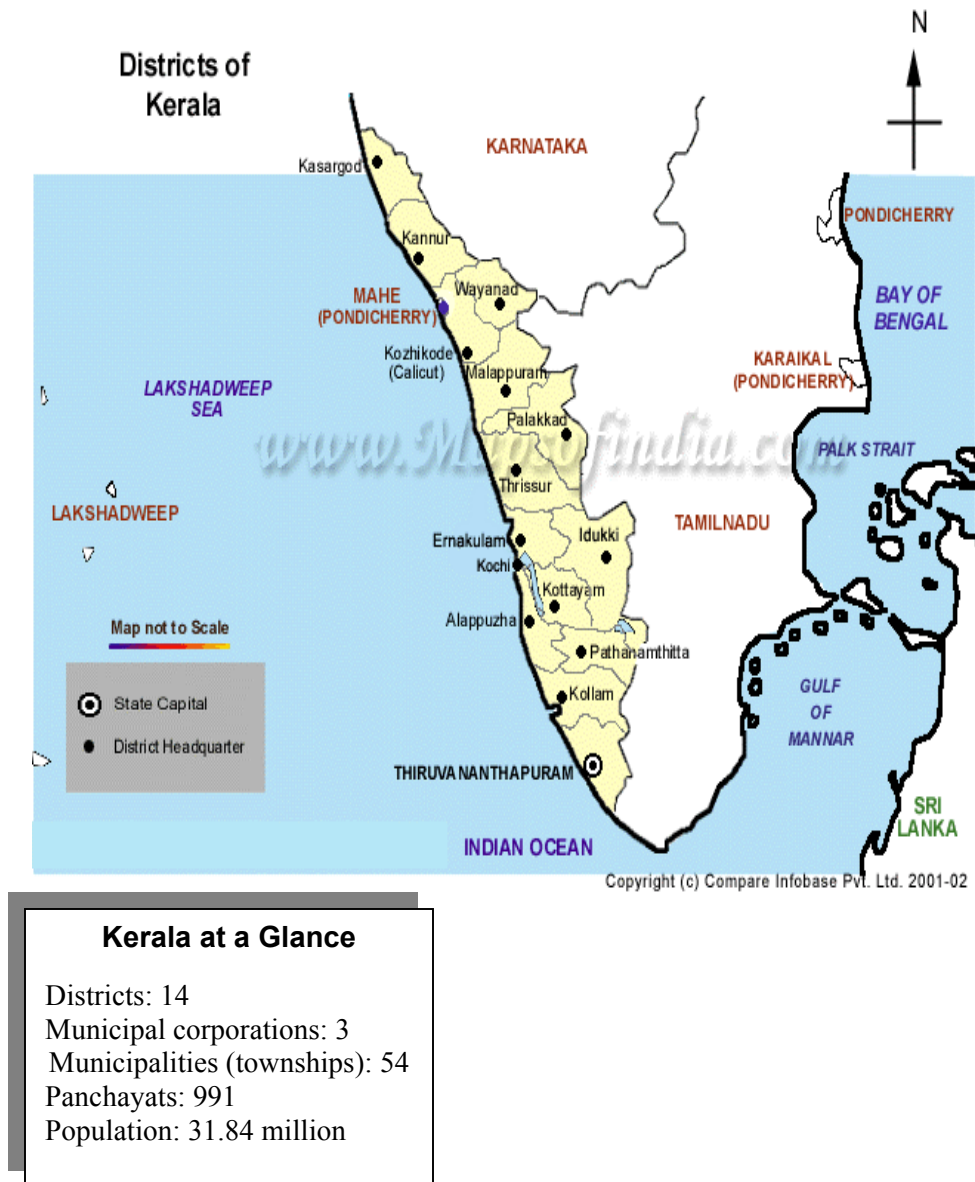 N
Districts of
Kerala
KARNATAKA
Kasargod
PONDICHERRY
Kannur
Wayanad
MAHE
(PONDICHERRY)
BAY OF
BENGAL
Kozhikode
(Calicut)
Malappuram
KARAIKAL
(PONDICHERRY)
LAKSHADWEEP
SEA
Palakkad
www.Mapsofindia.com
PALK STRAIT
Thrissur
LAKSHADWEEP
TAMILNADU
Ernakulam
Idukki
Kochi
Kottayam
Alappuzha
Map not to Scale
Pathanamthitta
State Capital
Kollam
GULF
OF
MANNAR
District Headquarter
THIRUVANANTHAPURAM
SRI
LANKA
INDIAN OCEAN
Copyright (c) Compare Infobase Pvt. Ltd. 2001-02
Kerala at a Glance
Districts: 14
Municipal corporations: 3
Municipalities (townships): 54
Panchayats: 991
Population: 31.84 million